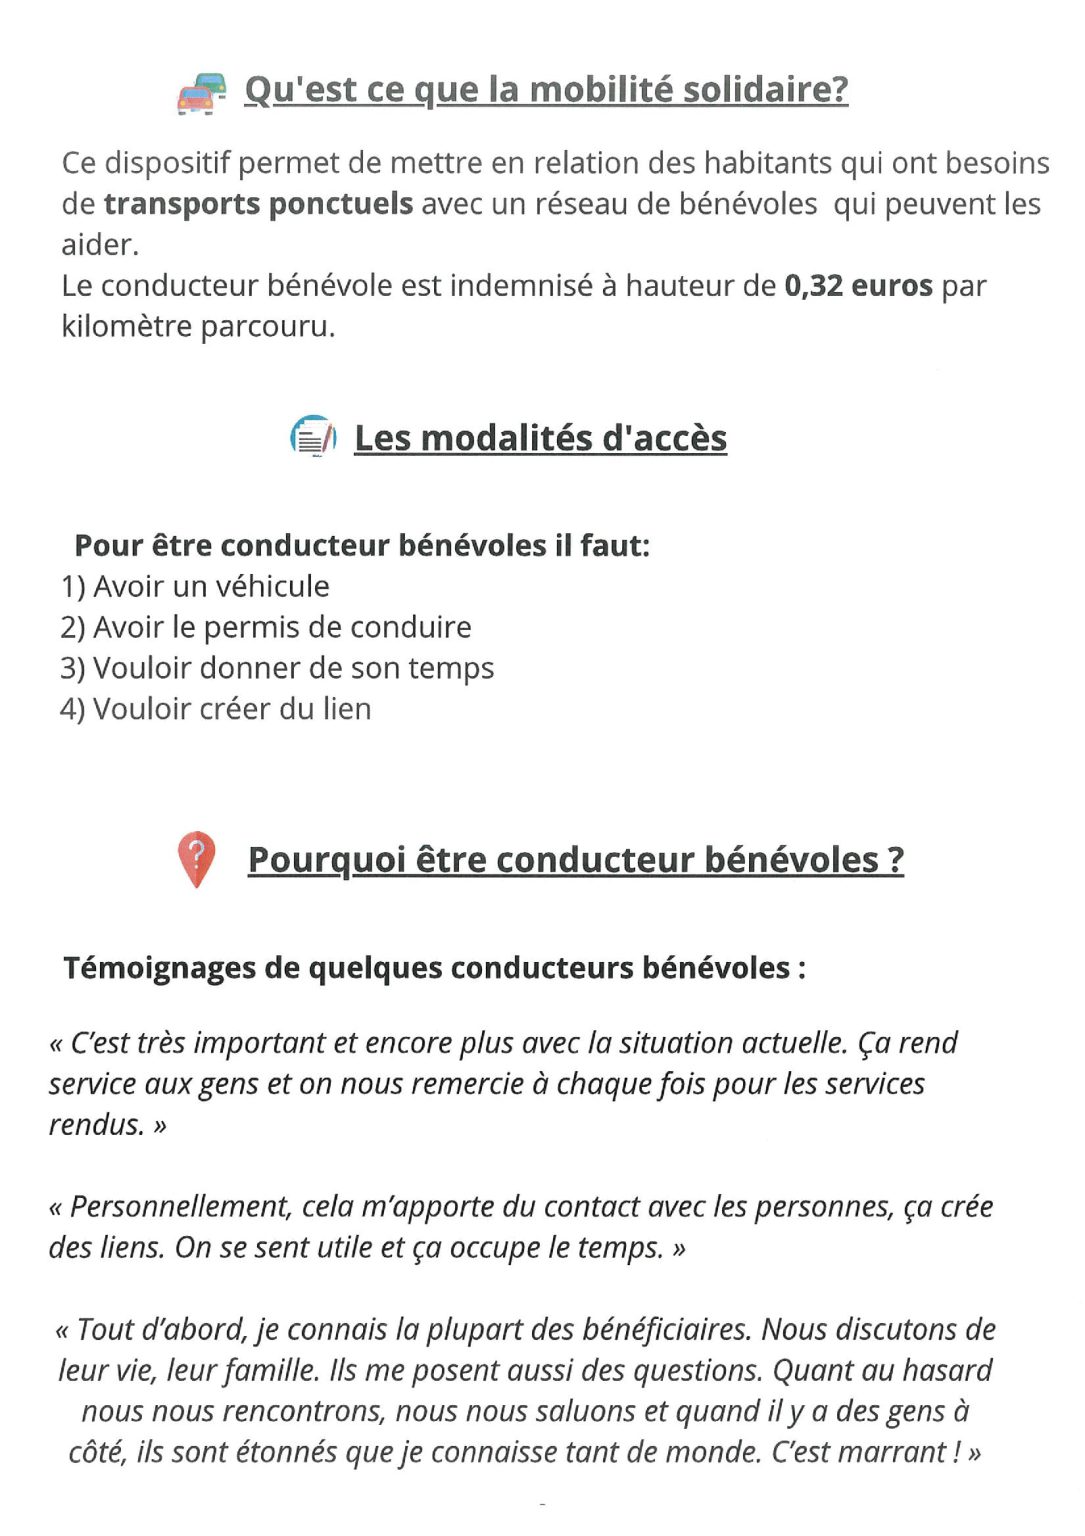 Qu'est ce que la mobilité solidaire?
Ce dispositif permet de mettre en relation des habitants qui ont besoins
de transports ponctuels avec un réseau de bénévoles qui peuvent les
aider.
Le conducteur bénévole est indemnisé à hauteur de 0,32 euros par
kilomètre parcouru.
Les modalités d'accès
Pour être conducteur bénévoles il faut:
1) Avoir un véhicule
2) Avoir le permis de conduire
3) Vouloir donner de son temps
4) Vouloir créer du lien
?
Pourquoi être conducteur bénévoles ?
Témoignages de quelques conducteurs bénévoles :
« C’est très important et encore plus avec la situation actuelle. Ça rend
service aux gens et on nous remercie à chaque fois pour les services
rendus. »
« Personnellement, cela m’apporte du contact avec les personnes, ça crée
des liens. On se sent utile et ça occupe le temps. »
« Tout d’abord, je connais la plupart des bénéficiaires. Nous discutons de
leur vie, leur famille. Ils me posent aussi des questions. Quant au hasard
nous nous rencontrons, nous nous saluons et quand il y a des gens à
côté, ils sont étonnés que je connaisse tant de monde. C’est marrant ! »